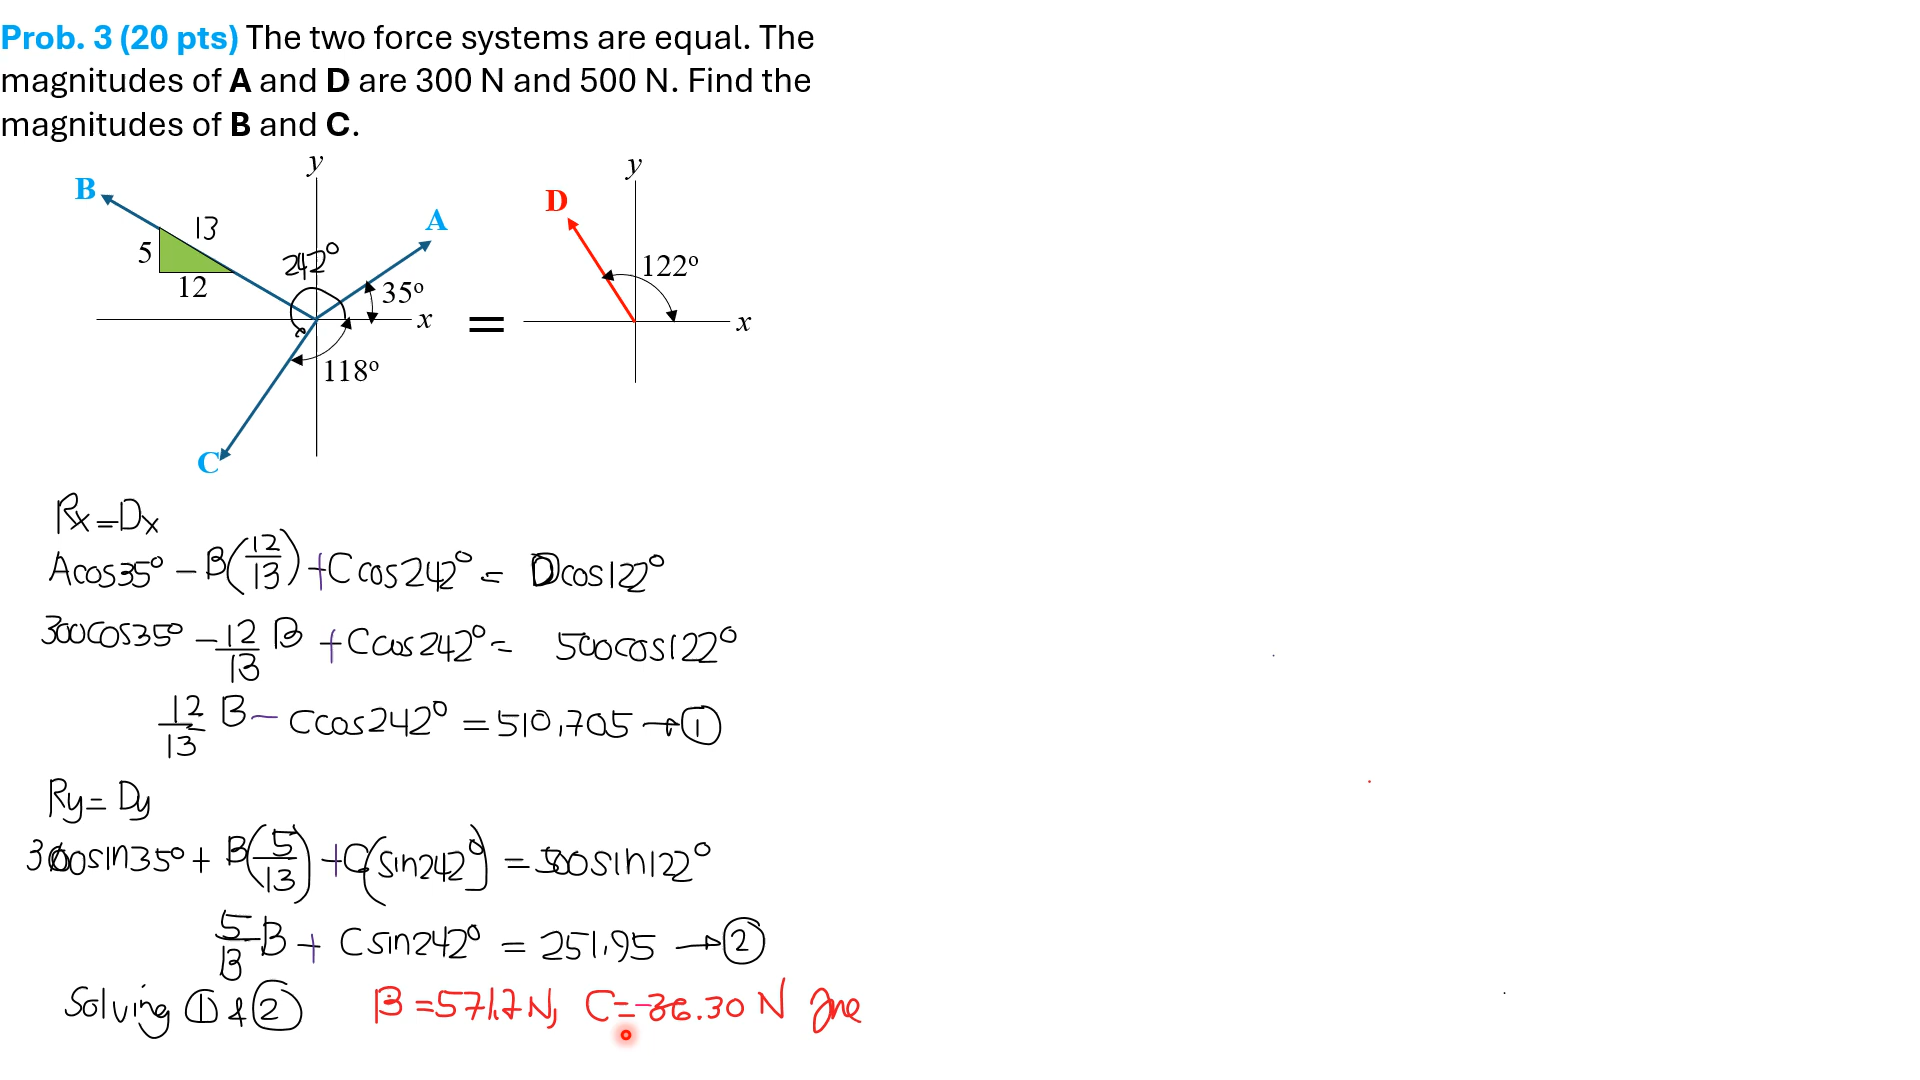 Prob. 3 (20 pts) The two force systems are equal. The
magnitudes of A and D are 300 N and 500 N. Find the
magnitudes of B and C.
y
B
13
5
12
242°
A
35°
x
118°
C
=
y
D
122°
x
Rx=Dx
Acos35° − B(12/13) + C cos242° = Dcos122°
300cos35° − 12/13 B + Ccos242° = 500cos122°
12/13 B − Ccos242° = 510.705 → ①
Ry= Dy
300sin35° + B(5/13) + C(sin242°) = 500sin122°
5/13 B + Csin242° = 251.95 → ②
Solving ① & ② B = 571.7 N, C = -36.30 N